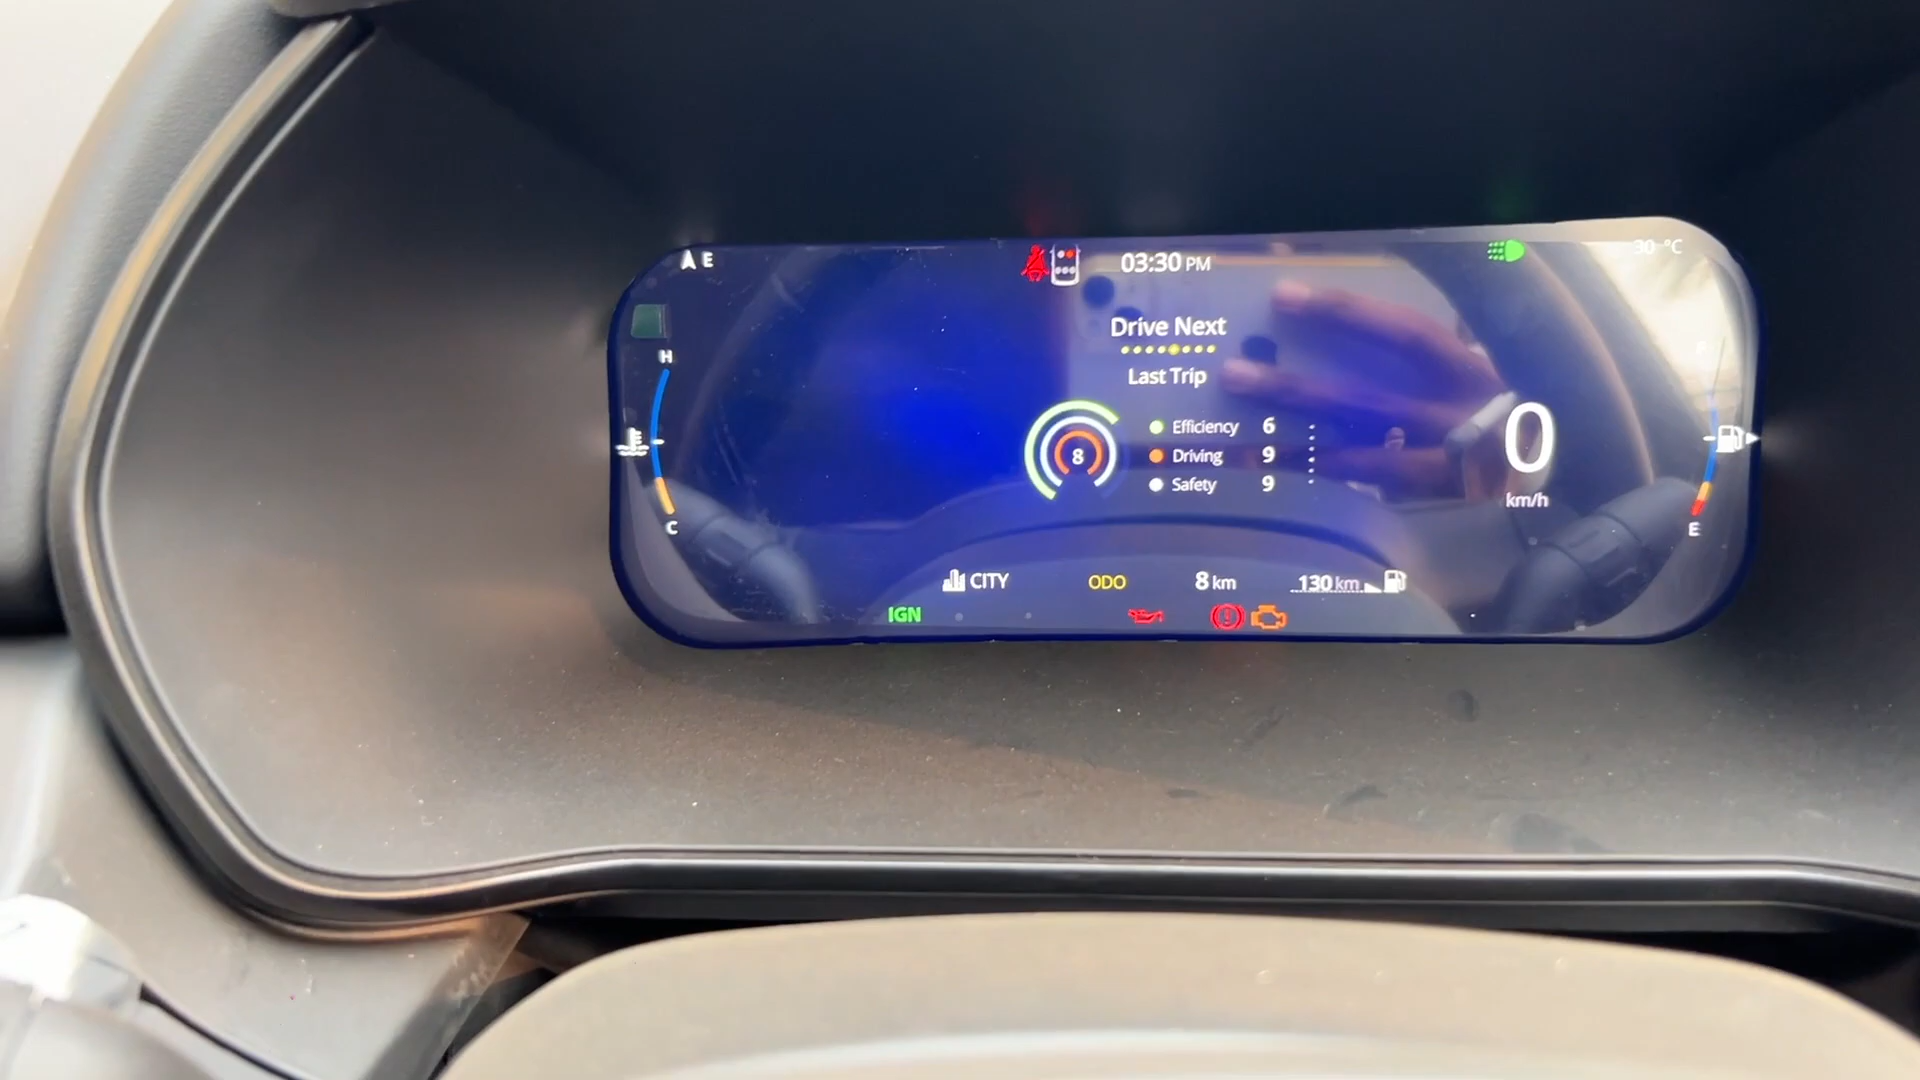 E
03:30 PM
30 °C
Drive Next
Last Trip
H
F
8
Efficiency 6
Driving 9
Safety 9
0
km/h
C
E
CITY ODO 8 km 130 km
IGN